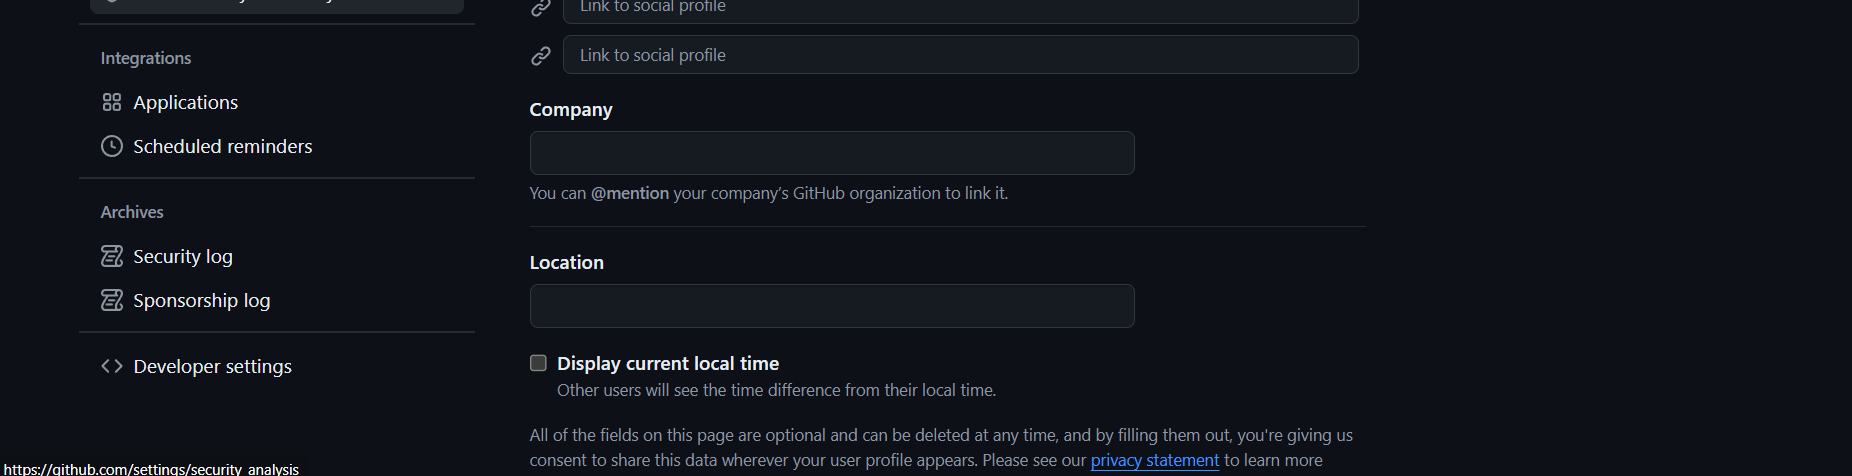 Link to social profile
Link to social profile
Integrations
Applications
Scheduled reminders
Archives
Security log
Sponsorship log
Developer settings
Company
You can @mention your company’s GitHub organization to link it.
Location
Display current local time
Other users will see the time difference from their local time.
All of the fields on this page are optional and can be deleted at any time, and by filling them out, you're giving us
consent to share this data wherever your user profile appears. Please see our privacy statement to learn more
https://github.com/settings/security_analysis